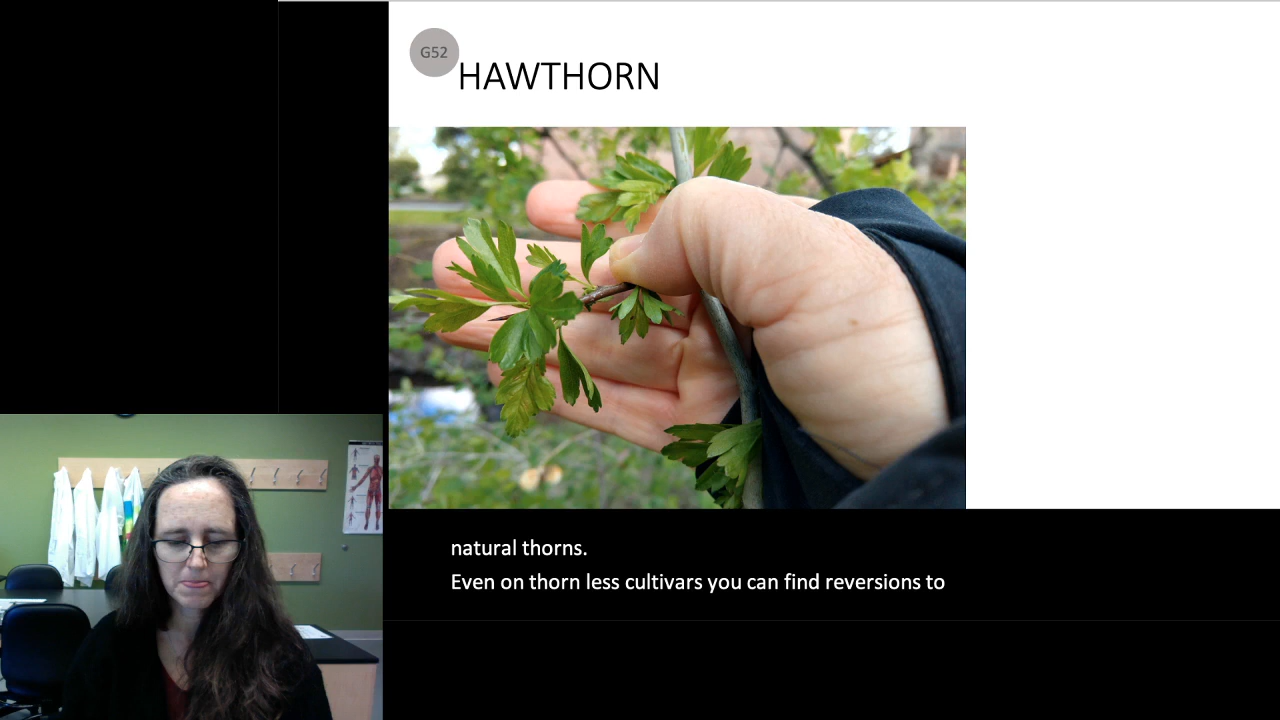 G52
HAWTHORN
natural thorns.
Even on thorn less cultivars you can find reversions to